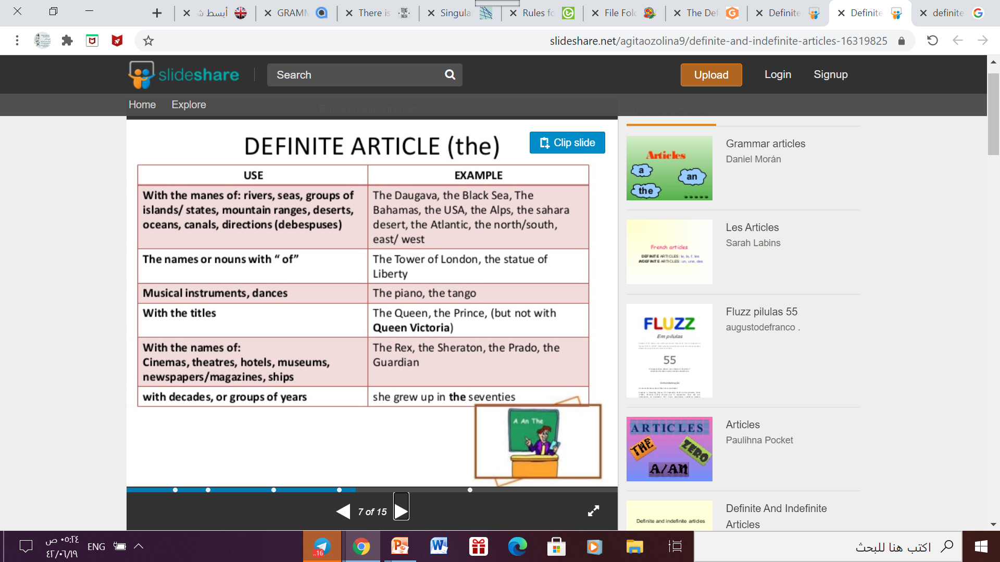 أبسط ش
GRAMM
There is
Singular
Rules fo
File Fold
The Def
Definite
Definite
definite
slideshare.net/agitaozolina9/definite-and-indefinite-articles-16319825
slideshare
Search
Upload
Login
Signup
Home
Explore
DEFINITE ARTICLE (the)
Clip slide
USE
EXAMPLE
With the manes of: rivers, seas, groups of
islands/ states, mountain ranges, deserts,
oceans, canals, directions (debespuses)
The Daugava, the Black Sea, The
Bahamas, the USA, the Alps, the sahara
desert, the Atlantic, the north/south,
east/ west
The names or nouns with “ of”
The Tower of London, the statue of
Liberty
Musical instruments, dances
The piano, the tango
With the titles
The Queen, the Prince, (but not with
Queen Victoria)
With the names of:
Cinemas, theatres, hotels, museums,
newspapers/magazines, ships
The Rex, the Sheraton, the Prado, the
Guardian
with decades, or groups of years
she grew up in the seventies
A An The
7 of 15
Articles
a
an
the
Grammar articles
Daniel Morán
French articles
DEFINITE ARTICLES: le, la, l', les
INDEFINITE ARTICLES: un, une, des
Les Articles
Sarah Labins
FLUZZ
Em pílulas
55
Fluzz pilulas 55
augustodefranco .
ARTICLES
THE
ZERO
A/AN
Articles
Paulihna Pocket
Definite and indefinite articles
Definite And Indefinite
Articles
٠٥:٢٤ ص
٤٢/٠٦/١٩
ENG
16..
اكتب هنا للبحث